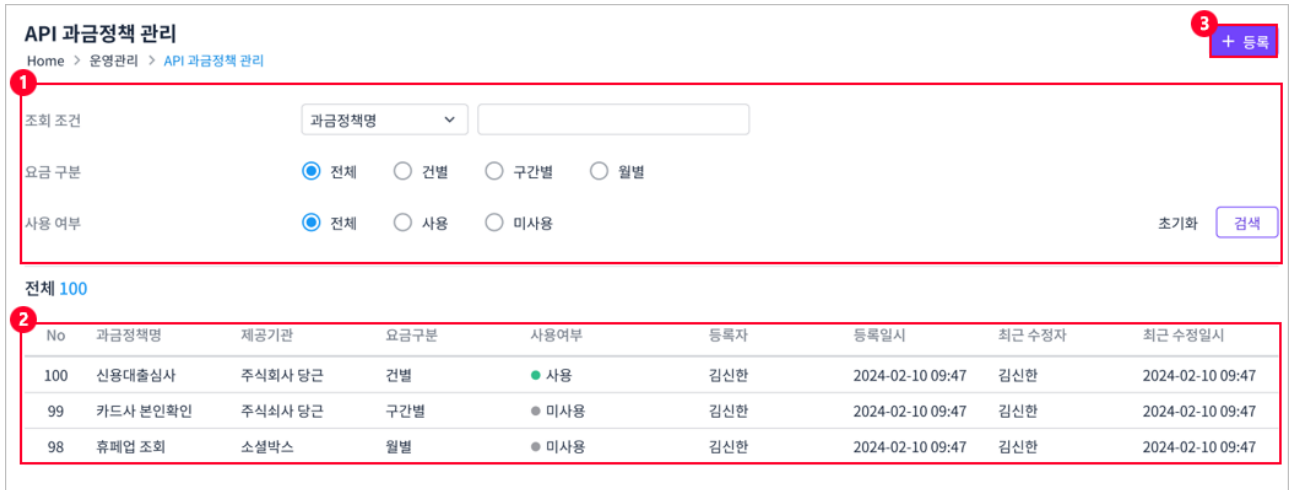 API 과금정책 관리
3
+ 등록
Home > 운영관리 > API 과금정책 관리
1
조회 조건 과금정책명
요금 구분 전체 건별 구간별 월별
사용 여부 전체 사용 미사용 초기화 검색
전체 100
2
No 과금정책명 제공기관 요금구분 사용여부 등록자 등록일시 최근 수정자 최근 수정일시
100 신용대출심사 주식회사 당근 건별 사용 김신한 2024-02-10 09:47 김신한 2024-02-10 09:47
99 카드사 본인확인 주식쇠사 당근 구간별 미사용 김신한 2024-02-10 09:47 김신한 2024-02-10 09:47
98 휴페업 조회 소셜박스 월별 미사용 김신한 2024-02-10 09:47 김신한 2024-02-10 09:47